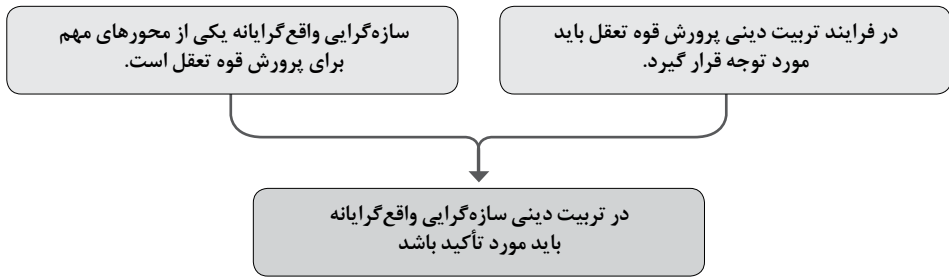 در فرایند تربیت دینی پرورش قوه تعقل باید
مورد توجه قرار گیرد.
سازه‌گرایی واقع‌گرایانه یکی از محورهای مهم
برای پرورش قوه تعقل است.
در تربیت دینی سازه‌گرایی واقع‌گرایانه
باید مورد تأکید باشد